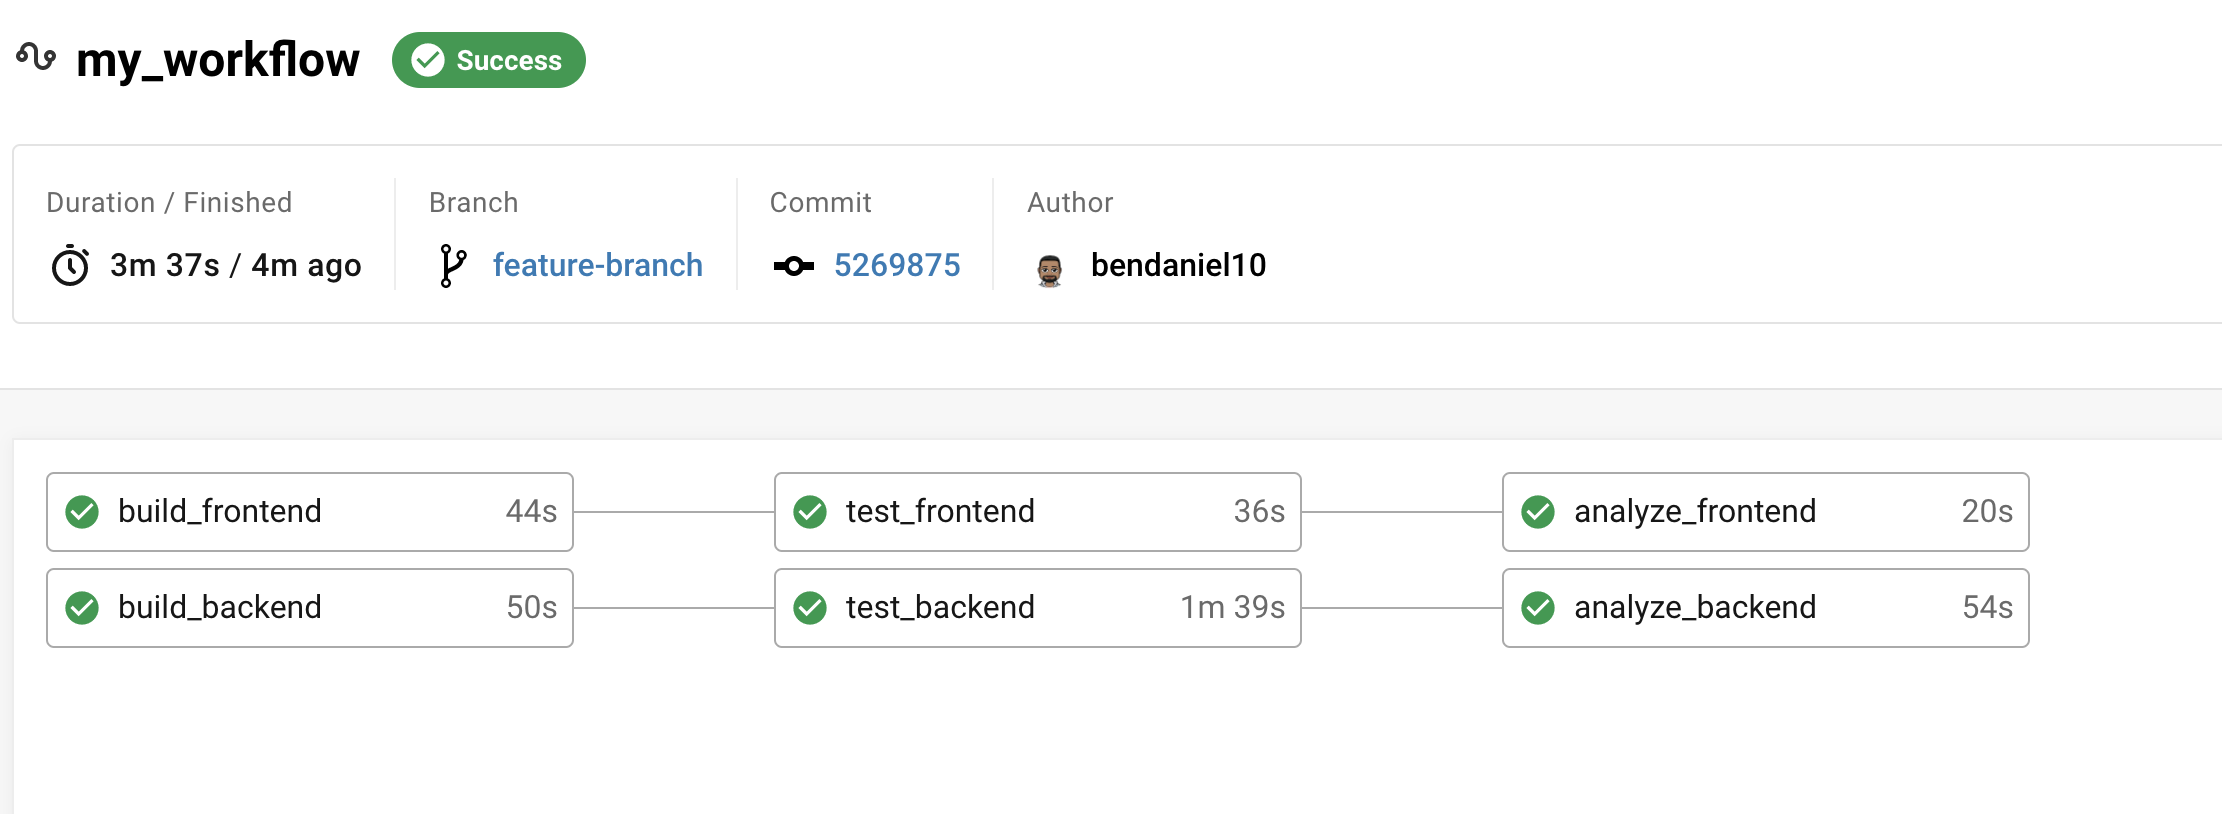 my_workflow
Success
Duration / Finished
3m 37s / 4m ago
Branch
feature-branch
Commit
5269875
Author
bendaniel10
build_frontend 44s
test_frontend 36s
analyze_frontend 20s
build_backend 50s
test_backend 1m 39s
analyze_backend 54s